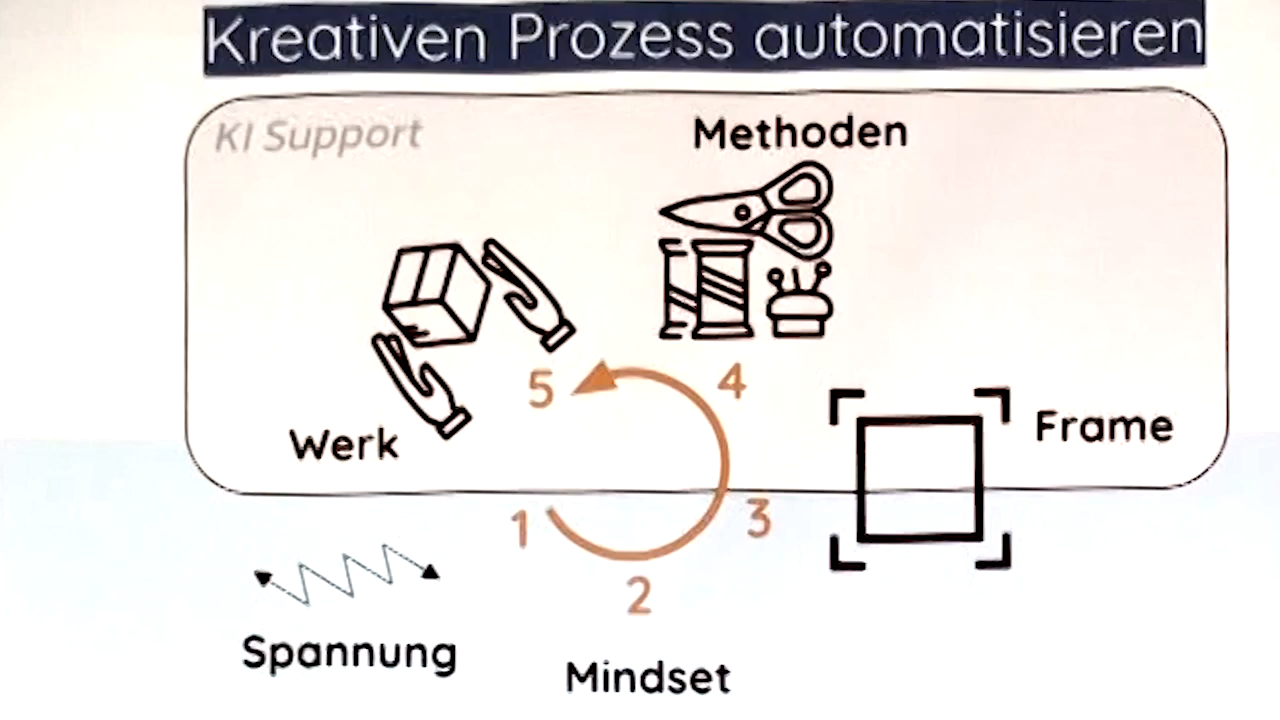 Kreativen Prozess automatisieren
KI Support
Methoden
Werk
5
4
Frame
1
3
2
Spannung
Mindset